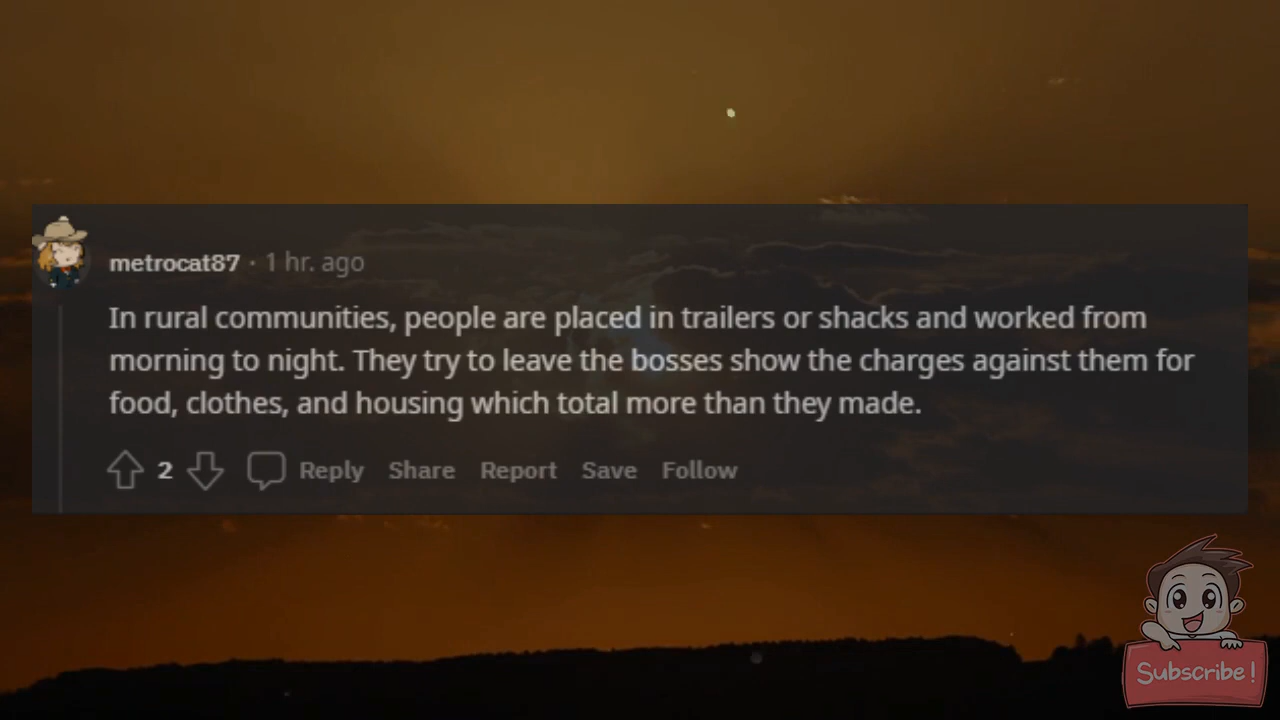 metrocat87 · 1 hr. ago
In rural communities, people are placed in trailers or shacks and worked from
morning to night. They try to leave the bosses show the charges against them for
food, clothes, and housing which total more than they made.
2 Reply Share Report Save Follow
Subscribe!